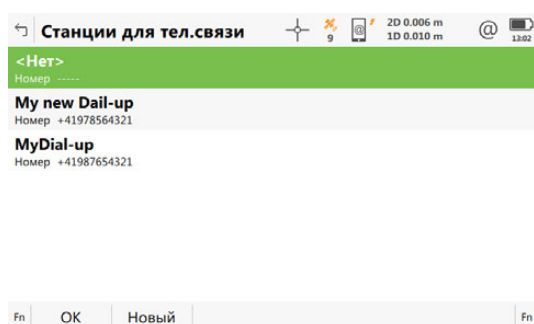 Станции для тел.связи 9 @ 2D 0.006 m @
1D 0.010 m 13:02
<Нет>
Номер -----
My new Dail-up
Номер +41978564321
MyDial-up
Номер +41987654321
Fn OK Новый Fn